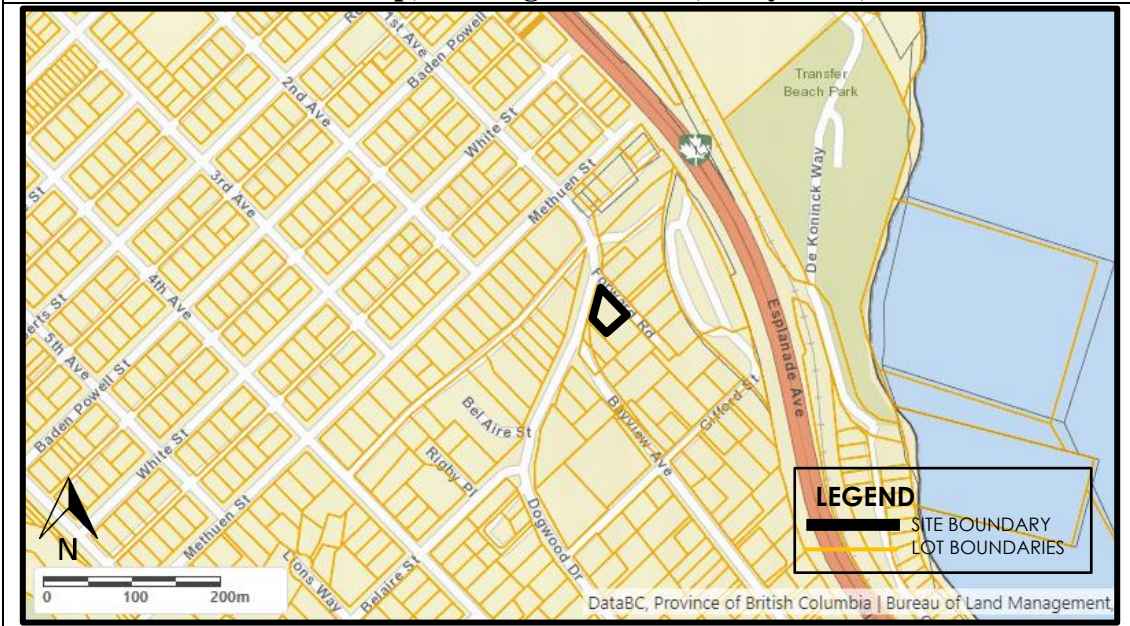 1st Ave
Baden Powell
2nd Ave
White St
3rd Ave
Methuen St
Transfer
Beach Park
De Koninck Way
1
4th Ave
Forward Rd
5th Ave
Esplanade Ave
Baden Powell St
Bel Aire St
Bayview Ave
Gifford St
White St
Rigby Pl
Methuen St
Dogwood Dr
Lions Way
Belaire St
N
0 100 200m
LEGEND
SITE BOUNDARY
LOT BOUNDARIES
DataBC, Province of British Columbia | Bureau of Land Management,